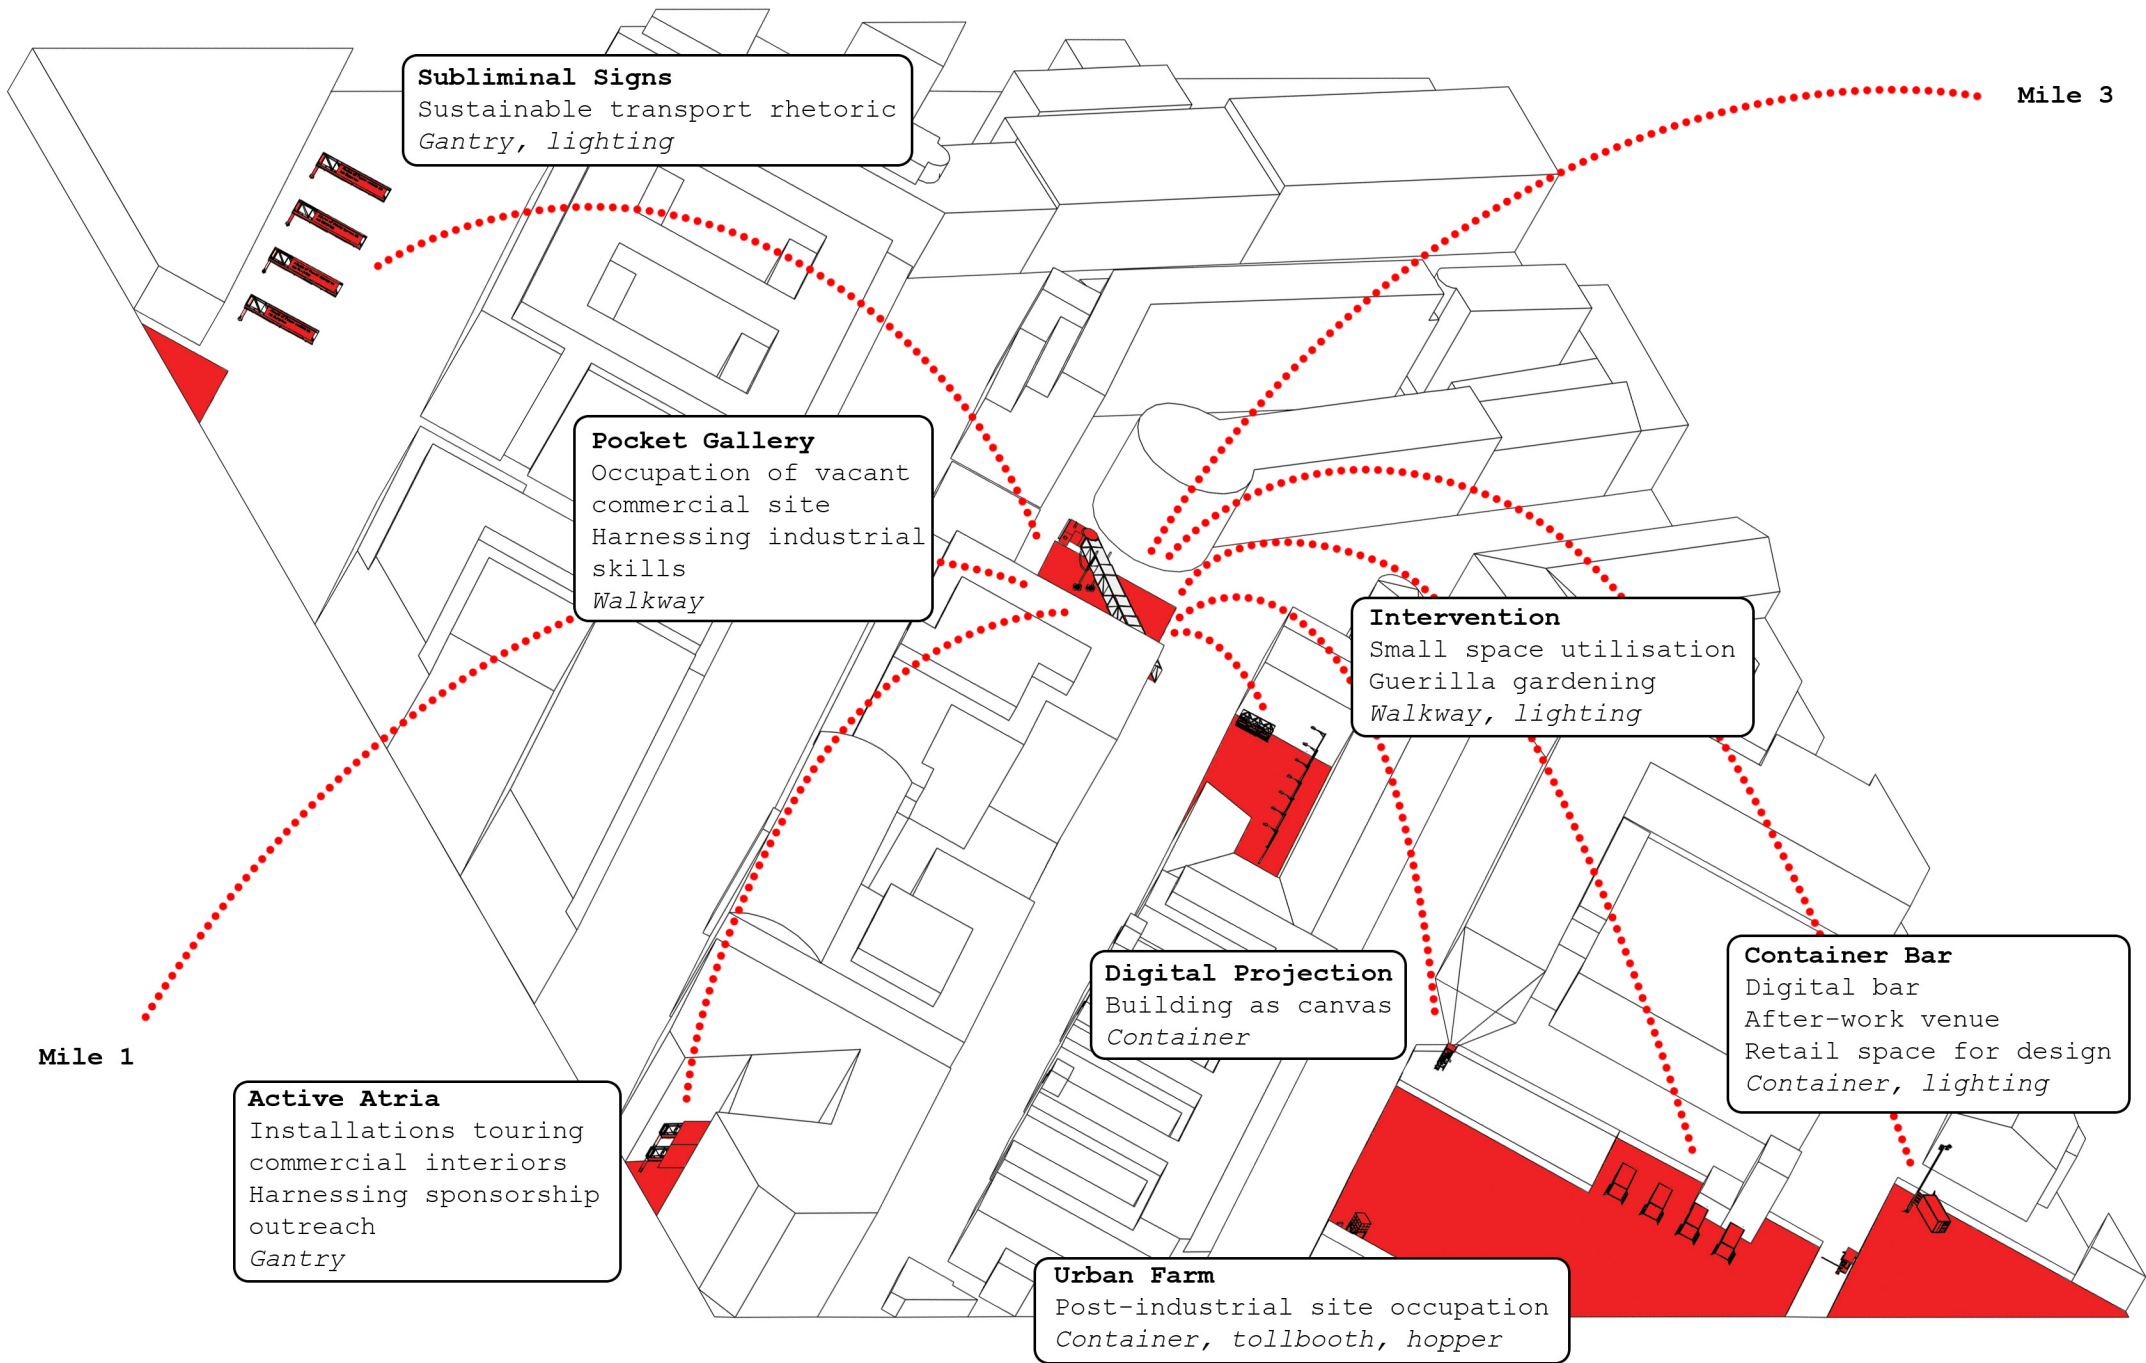 Subliminal Signs
Sustainable transport rhetoric
Gantry, lighting
Mile 3
Pocket Gallery
Occupation of vacant
commercial site
Harnessing industrial
skills
Walkway
Intervention
Small space utilisation
Guerilla gardening
Walkway, lighting
Digital Projection
Building as canvas
Container
Container Bar
Digital bar
After-work venue
Retail space for design
Container, lighting
Mile 1
Active Atria
Installations touring
commercial interiors
Harnessing sponsorship
outreach
Gantry
Urban Farm
Post-industrial site occupation
Container, tollbooth, hopper